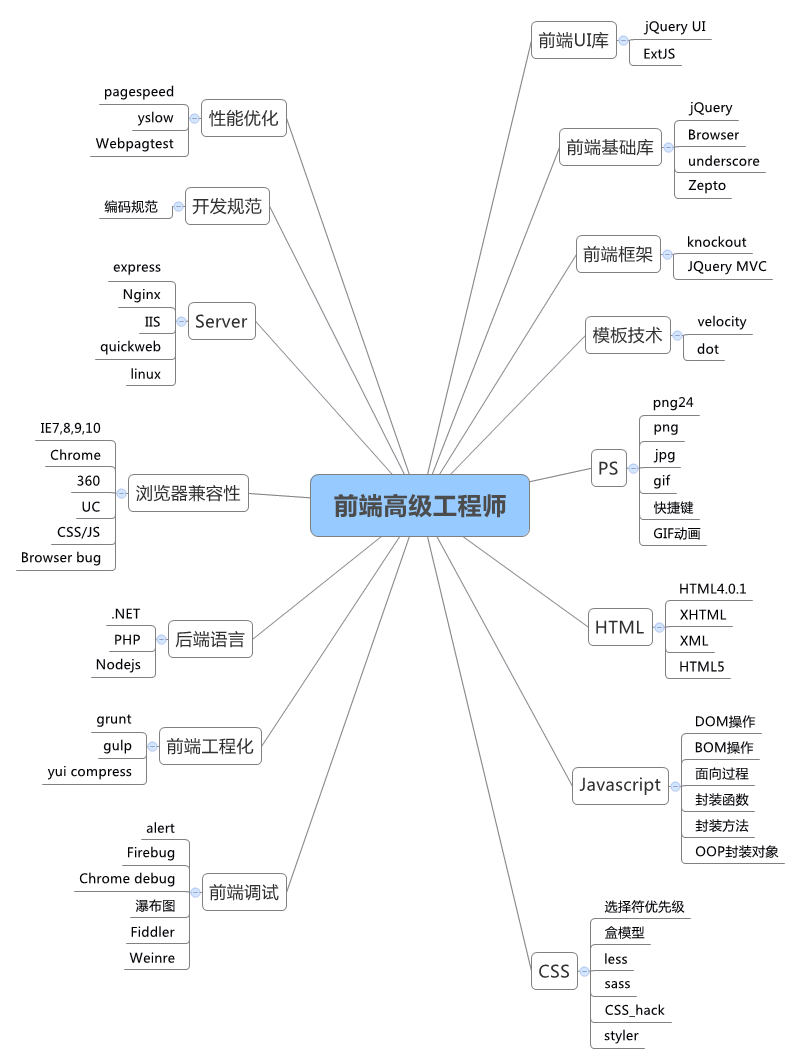 前端高级工程师
前端UI库
jQuery UI
ExtJS
前端基础库
jQuery
Browser
underscore
Zepto
前端框架
knockout
JQuery MVC
模板技术
velocity
dot
PS
png24
png
jpg
gif
快捷键
GIF动画
HTML
HTML4.0.1
XHTML
XML
HTML5
Javascript
DOM操作
BOM操作
面向过程
封装函数
封装方法
OOP封装对象
CSS
选择符优先级
盒模型
less
sass
CSS_hack
styler
性能优化
pagespeed
yslow
Webpagtest
开发规范
编码规范
Server
express
Nginx
IIS
quickweb
linux
浏览器兼容性
IE7,8,9,10
Chrome
360
UC
CSS/JS
Browser bug
后端语言
.NET
PHP
Nodejs
前端工程化
grunt
gulp
yui compress
前端调试
alert
Firebug
Chrome debug
瀑布图
Fiddler
Weinre